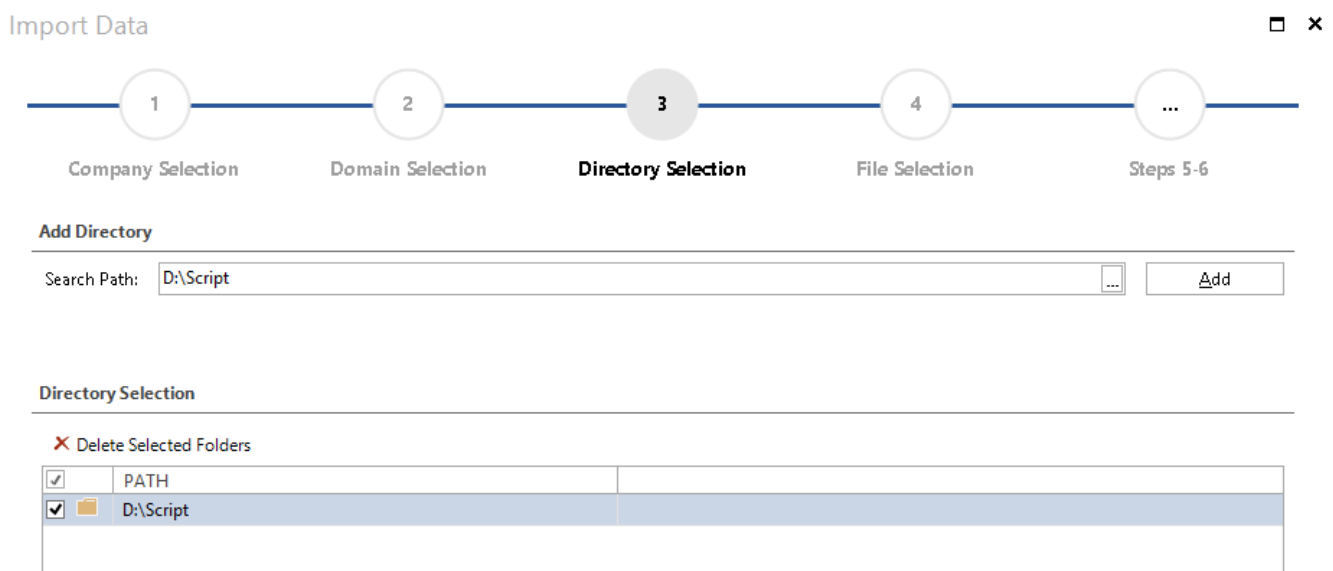 Import Data
1 2 3 4 ...
Company Selection Domain Selection Directory Selection File Selection Steps 5-6
Add Directory
Search Path: D:\Script ... Add
Directory Selection
Delete Selected Folders
PATH
D:\Script